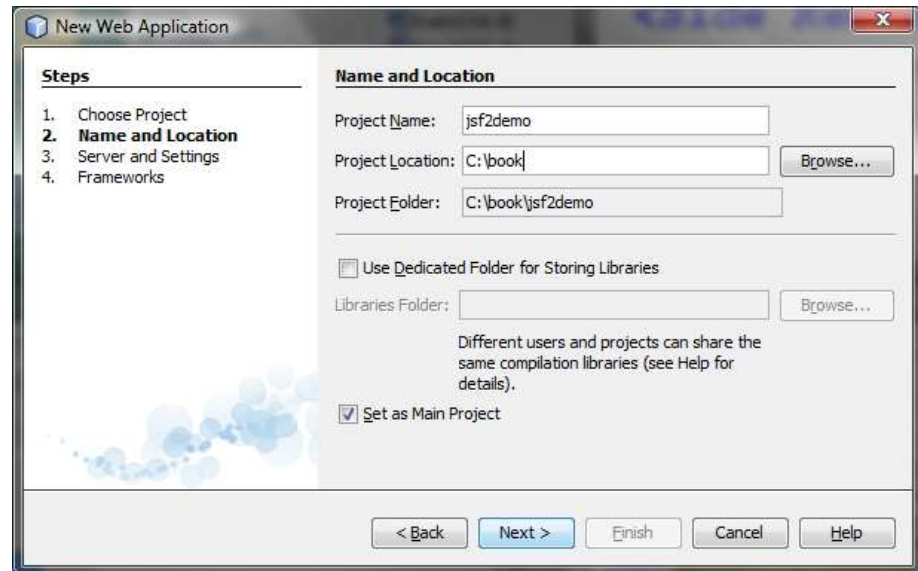 New Web Application
Steps
1. Choose Project
2. Name and Location
3. Server and Settings
4. Frameworks
Name and Location
Project Name: jsf2demo
Project Location: C:\book Browse...
Project Folder: C:\book\jsf2demo
Use Dedicated Folder for Storing Libraries
Libraries Folder: Browse...
Different users and projects can share the
same compilation libraries (see Help for
details).
Set as Main Project
< Back Next > Finish Cancel Help